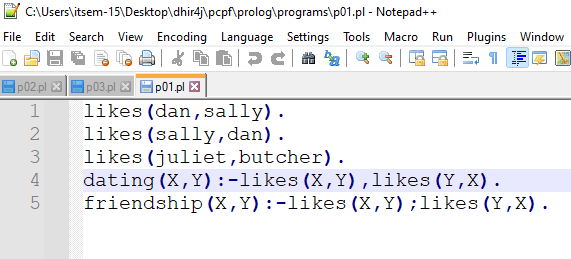 C:\Users\itsem-15\Desktop\dhir4j\pcpf\prolog\programs\p01.pl - Notepad++
File Edit Search View Encoding Language Settings Tools Macro Run Plugins Window
p02.pl p03.pl p01.pl
1 likes(dan,sally).
2 likes(sally,dan).
3 likes(juliet,butcher).
4 dating(X,Y):-likes(X,Y),likes(Y,X).
5 friendship(X,Y):-likes(X,Y);likes(Y,X).